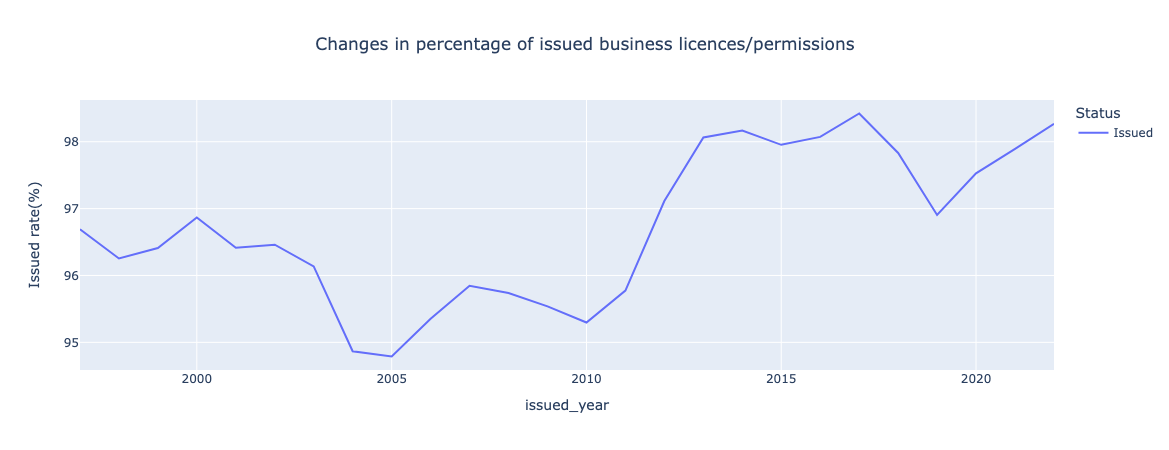 Changes in percentage of issued business licences/permissions
Status
Issued
98
97
96
95
Issued rate(%)
2000
2005
2010
2015
2020
issued_year